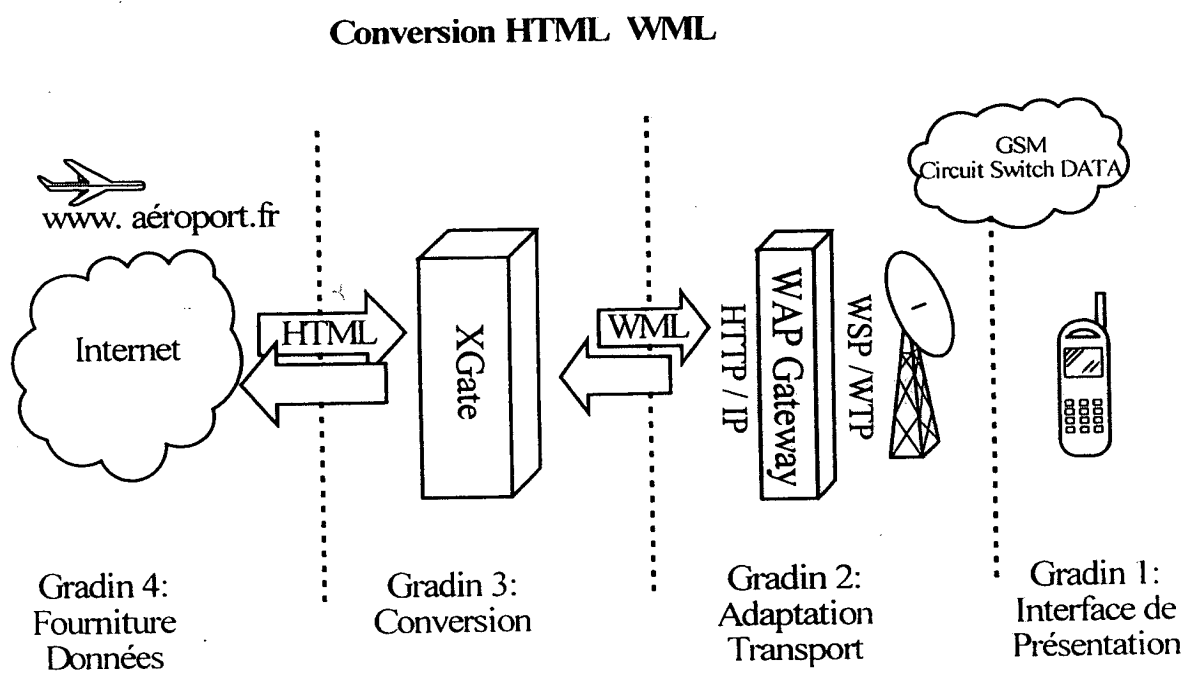 Conversion HTML WML
GSM
Circuit Switch DATA
www. aéroport.fr
Internet
HTML
XGate
WML
HTTP / IP
WAP Gateway
WSP /WTP
Gradin 4:
Fourniture
Données
Gradin 3:
Conversion
Gradin 2:
Adaptation
Transport
Gradin 1:
Interface de
Présentation